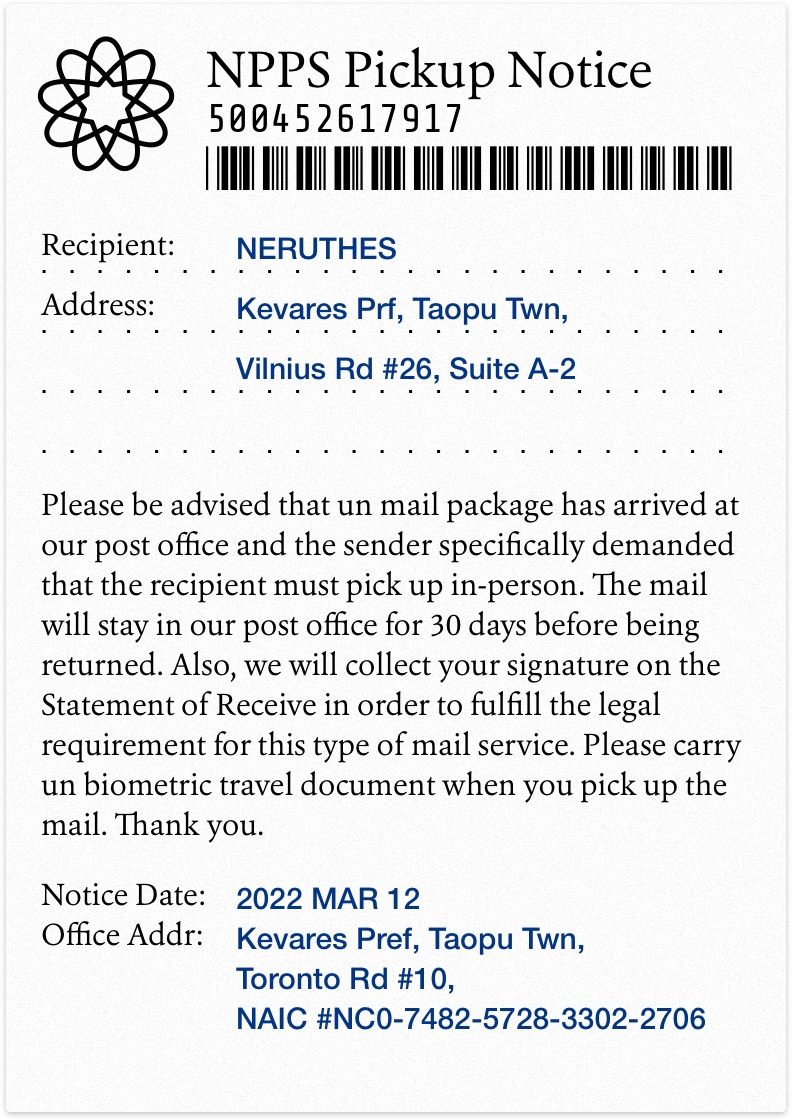 NPPS Pickup Notice
500452617917
Recipient: NERUTHES
Address: Kevares Prf, Taopu Twn,
Vilnius Rd #26, Suite A-2
Please be advised that un mail package has arrived at
our post office and the sender specifically demanded
that the recipient must pick up in-person. The mail
will stay in our post office for 30 days before being
returned. Also, we will collect your signature on the
Statement of Receive in order to fulfill the legal
requirement for this type of mail service. Please carry
un biometric travel document when you pick up the
mail. Thank you.
Notice Date: 2022 MAR 12
Office Addr: Kevares Pref, Taopu Twn,
Toronto Rd #10,
NAIC #NC0-7482-5728-3302-2706